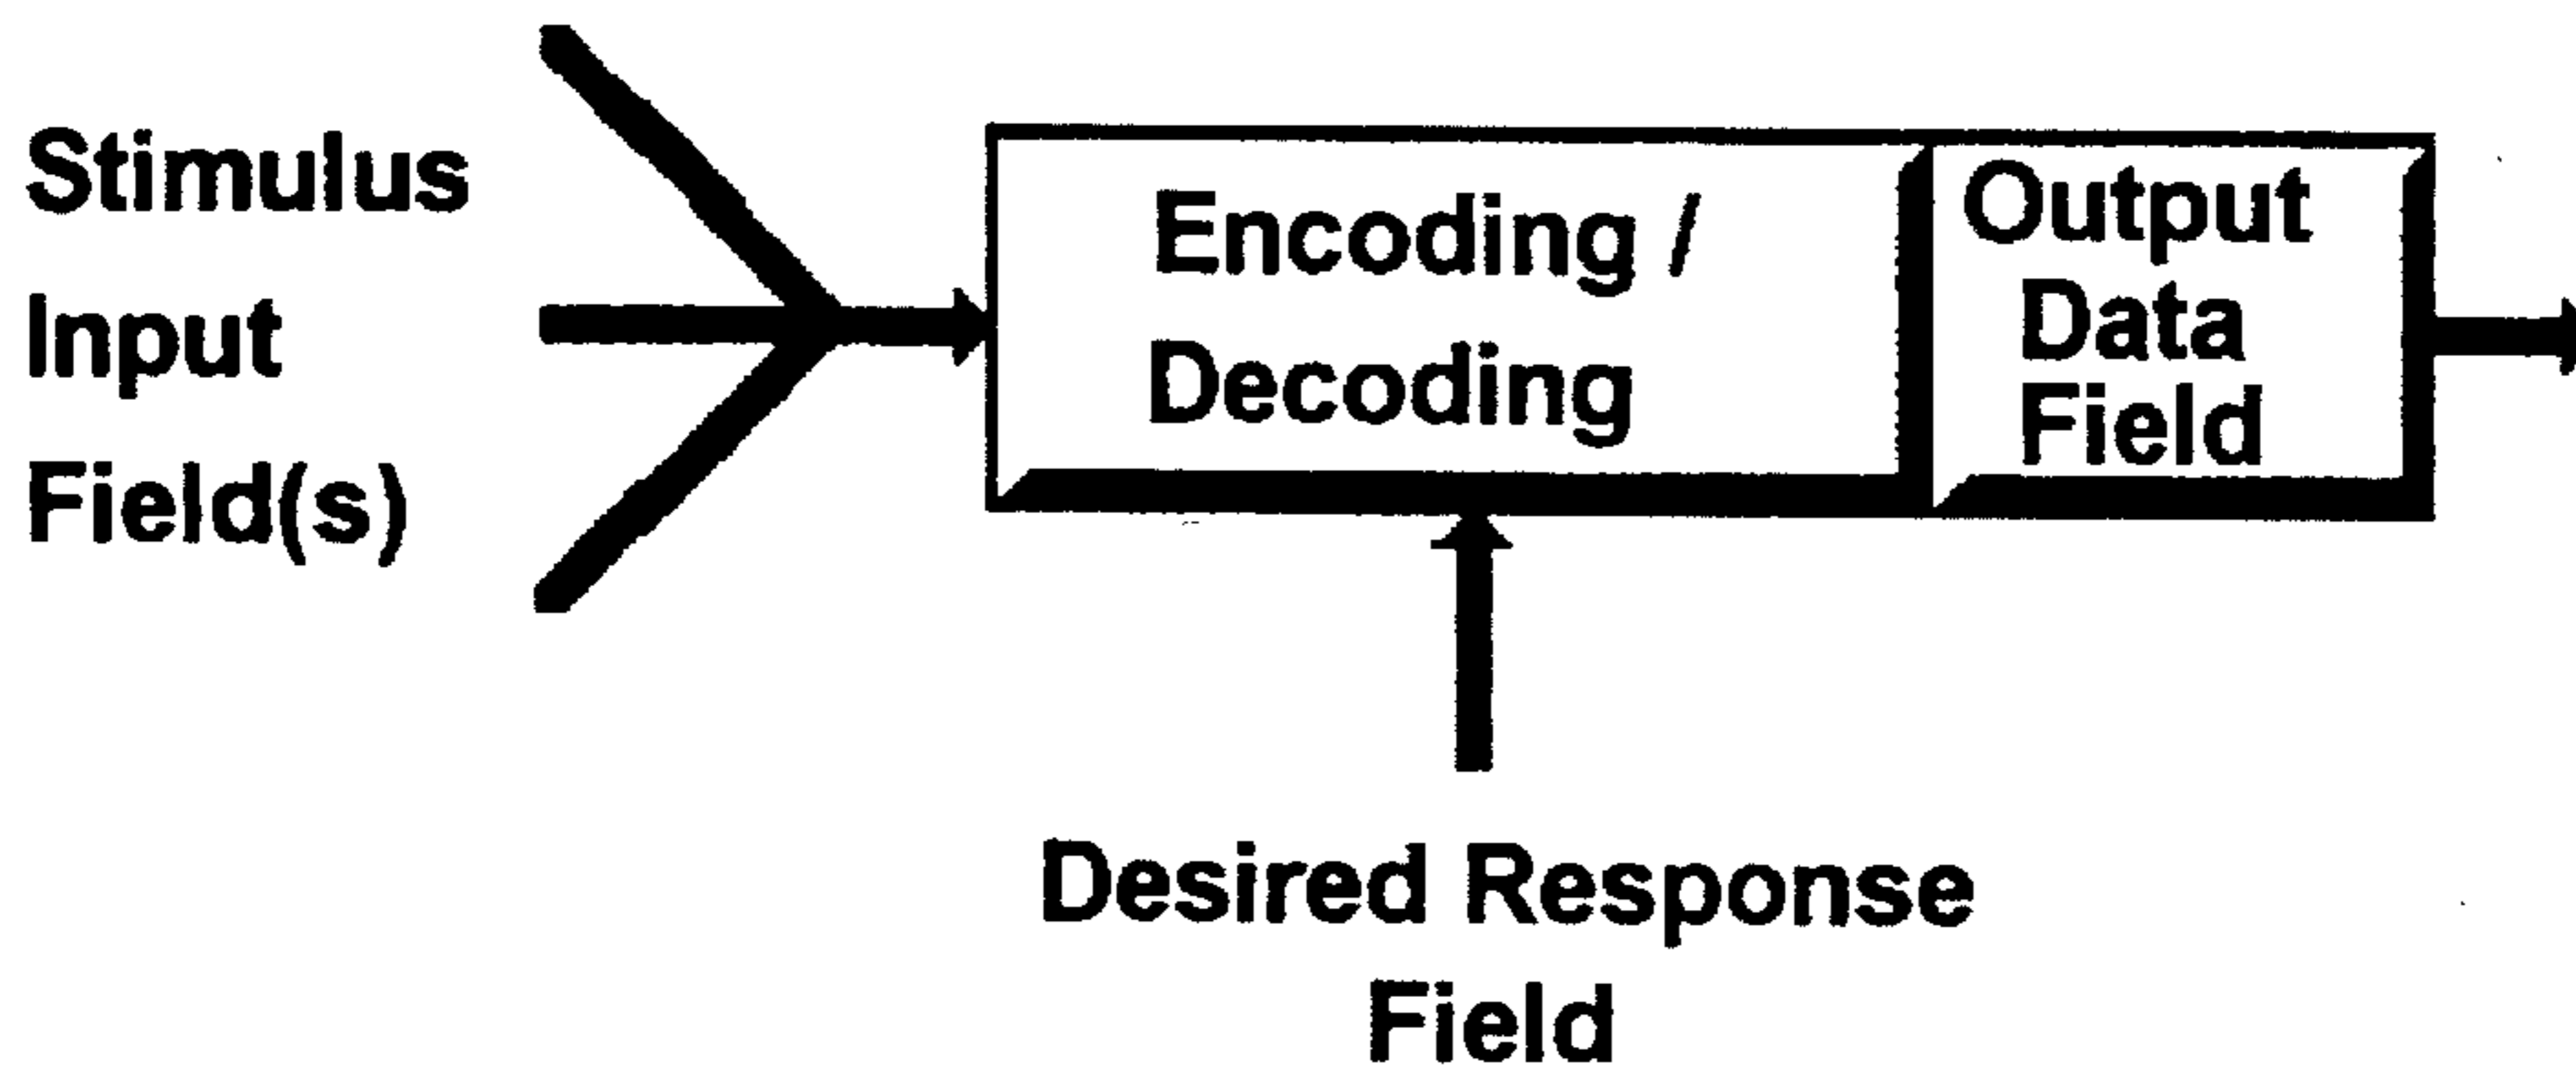 Stimulus
Input
Field(s)
Encoding /
Decoding
Output
Data
Field
Desired Response
Field